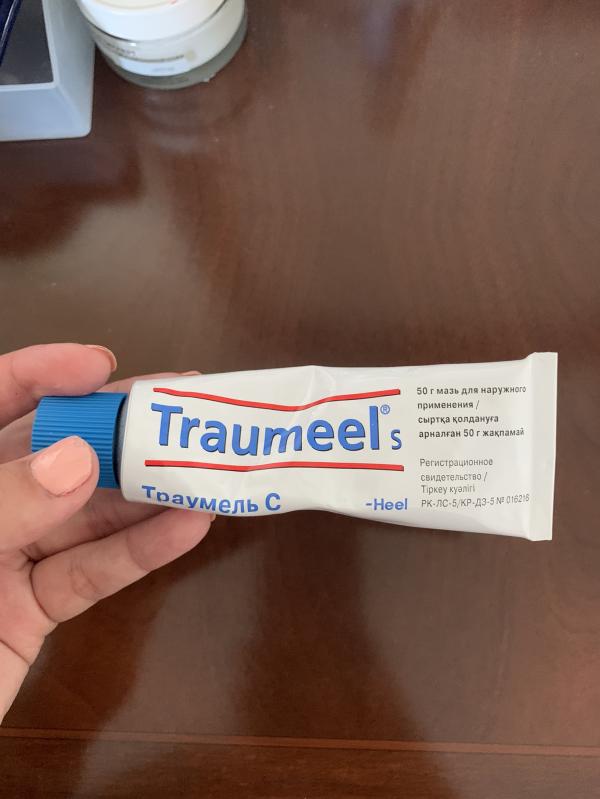 Traumeel® S
Траумель С
-Heel
50 г мазь для наружного
применения /
сыртқа қолдануға
арналған 50 г жақпамай
Регистрационное
свидетельство /
Тіркеу куәлігі
РК-ЛС-5/КР-ДЗ-5 № 016216